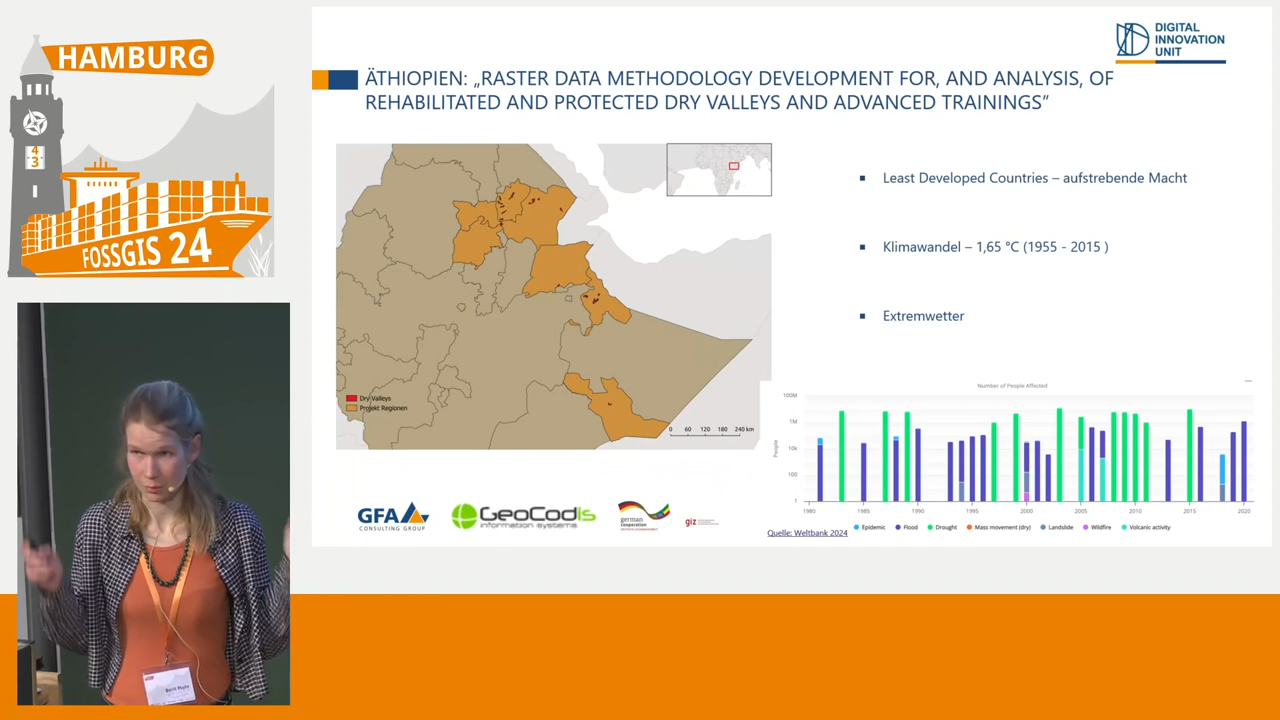 HAMBURG
4
3
FOSSGIS 24
DIGITAL
INNOVATION
UNIT
ÄTHIOPIEN: „RASTER DATA METHODOLOGY DEVELOPMENT FOR, AND ANALYSIS, OF
REHABILITATED AND PROTECTED DRY VALLEYS AND ADVANCED TRAININGS“
Dry Valleys
Projekt Regionen
0 60 120 180 240 km
Least Developed Countries – aufstrebende Macht
Klimawandel – 1,65 °C (1955 - 2015 )
Extremwetter
Number of People Affected
100M
1M
10k
100
1
People
1980 1985 1990 1995 2000 2005 2010 2015 2020
Epidemic Flood Drought Mass movement (dry) Landslide Wildfire Volcanic activity
Quelle: Weltbank 2024
GFA
CONSULTING GROUP
GeoCodis
information systems
german
cooperation
giz